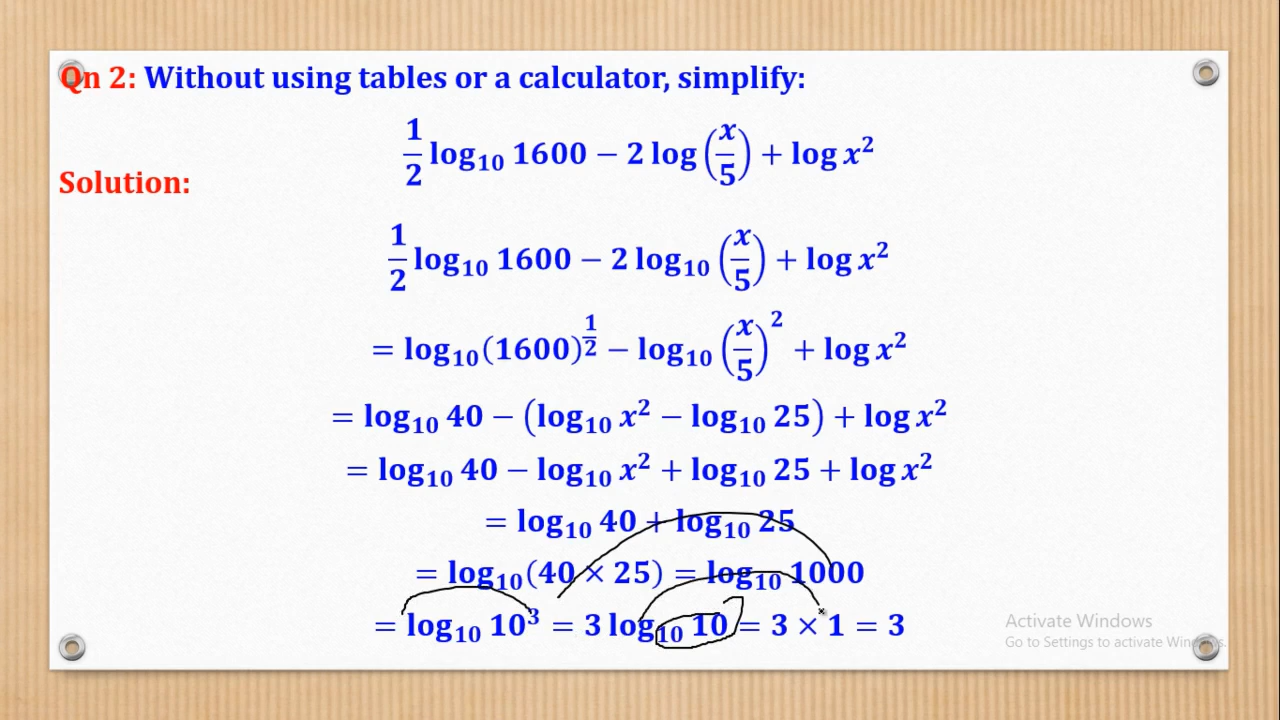 Qn 2: Without using tables or a calculator, simplify:
1/2 log₁₀ 1600 − 2 log (x/5) + log x²
Solution:
1/2 log₁₀ 1600 − 2 log₁₀ (x/5) + log x²
= log₁₀(1600)^(1/2) − log₁₀ (x/5)² + log x²
= log₁₀ 40 − (log₁₀ x² − log₁₀ 25) + log x²
= log₁₀ 40 − log₁₀ x² + log₁₀ 25 + log x²
= log₁₀ 40 + log₁₀ 25
= log₁₀(40 × 25) = log₁₀ 1000
= log₁₀ 10³ = 3 log₁₀ 10 = 3 × 1 = 3
Activate Windows
Go to Settings to activate Windows.